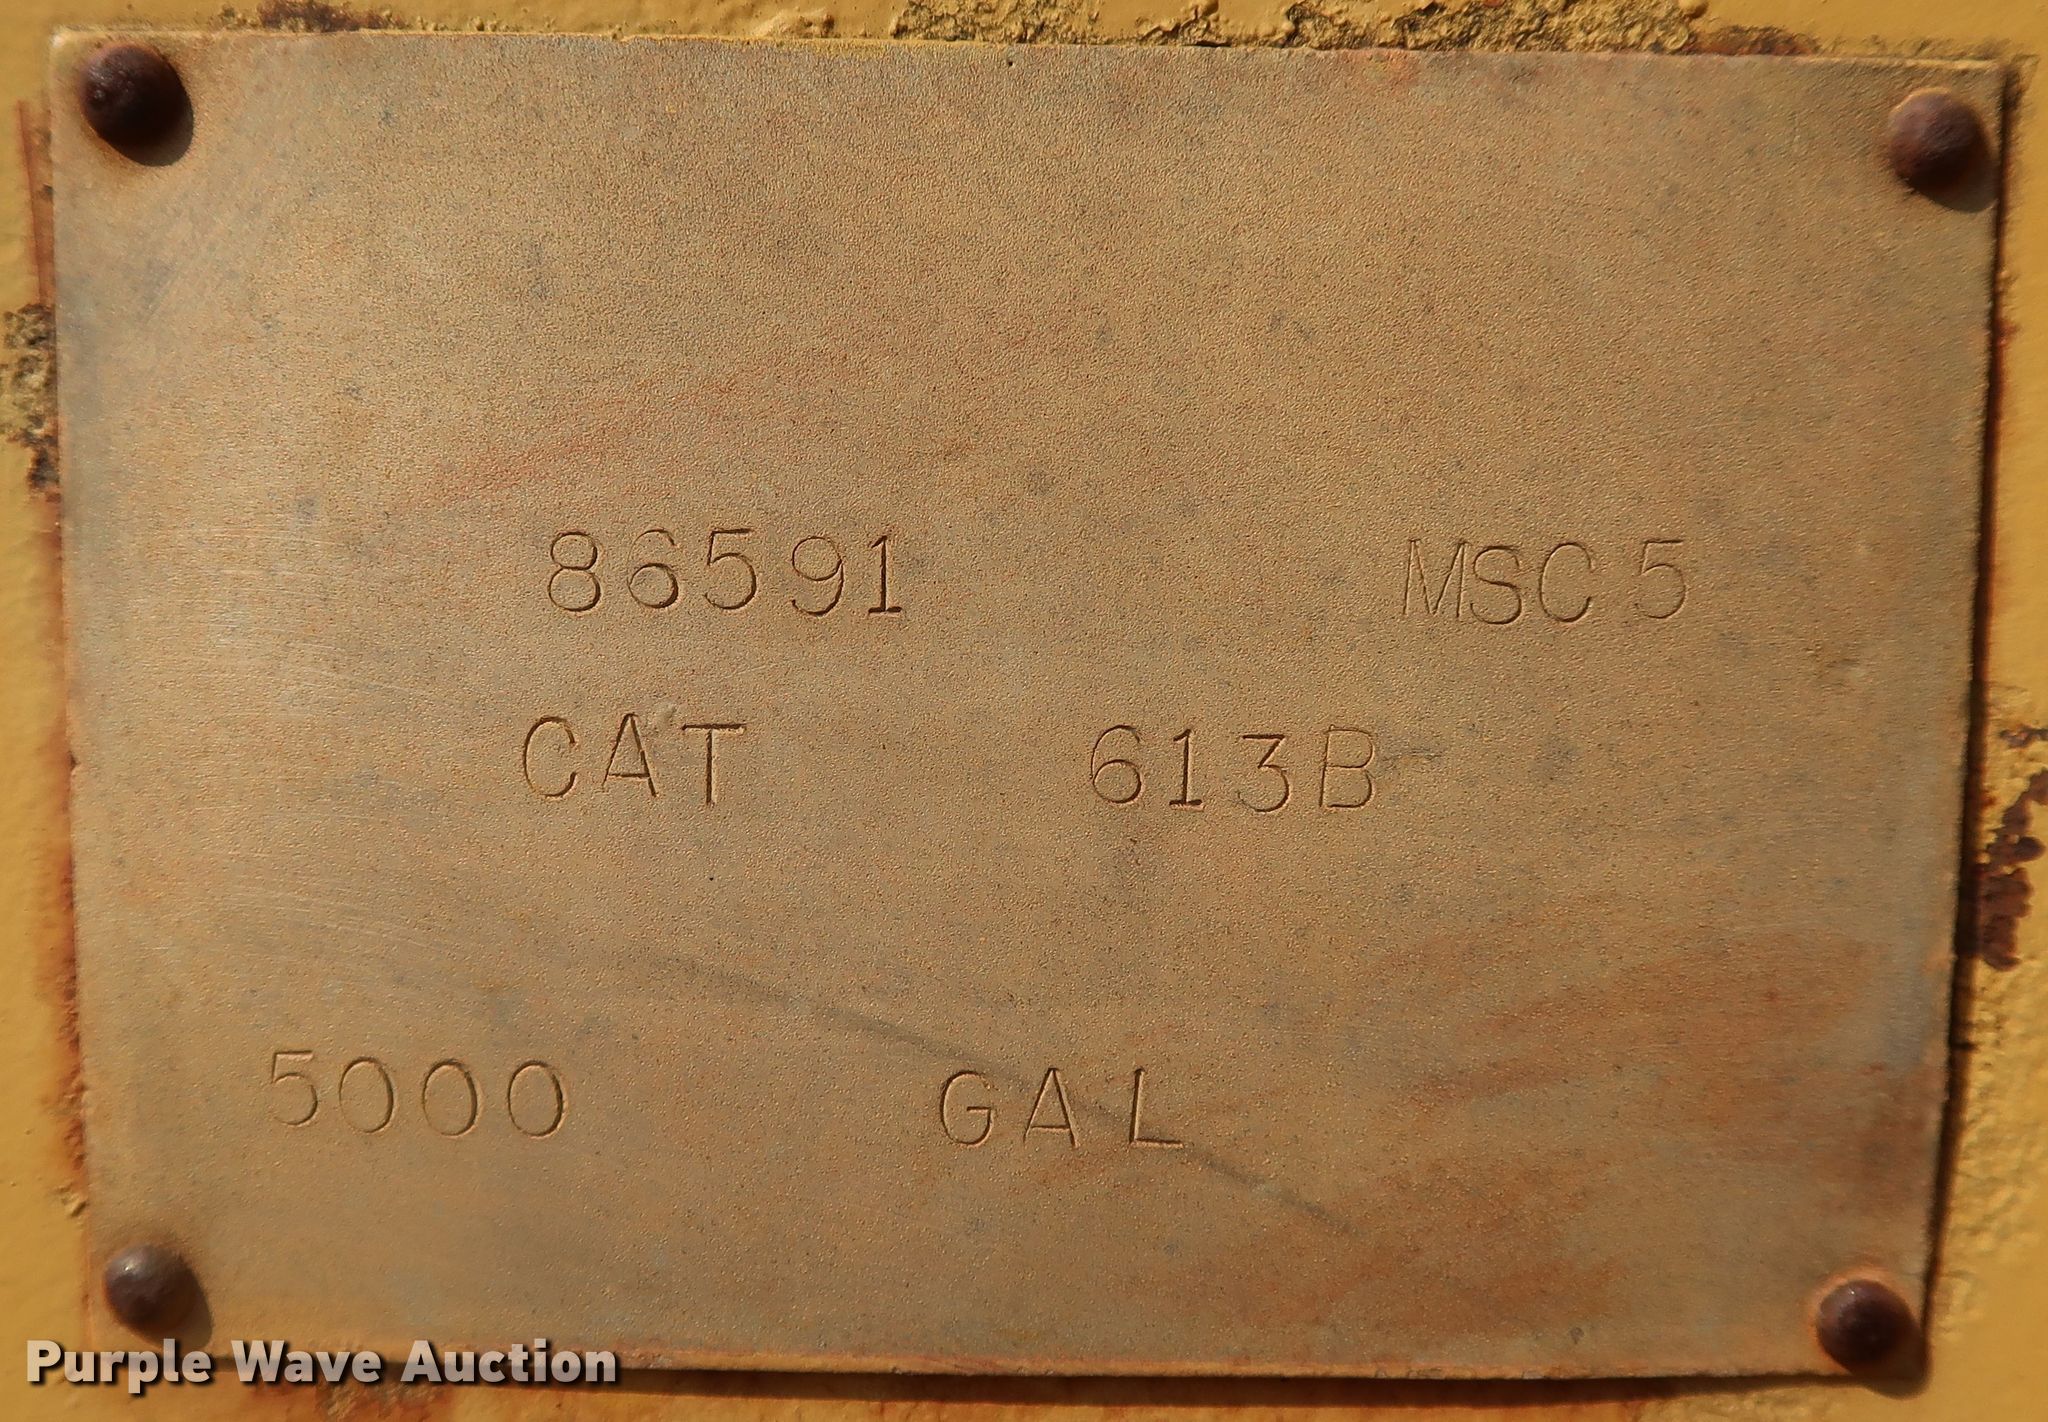 86591 MSC 5
CAT 613B
5000 GAL
Purple Wave Auction